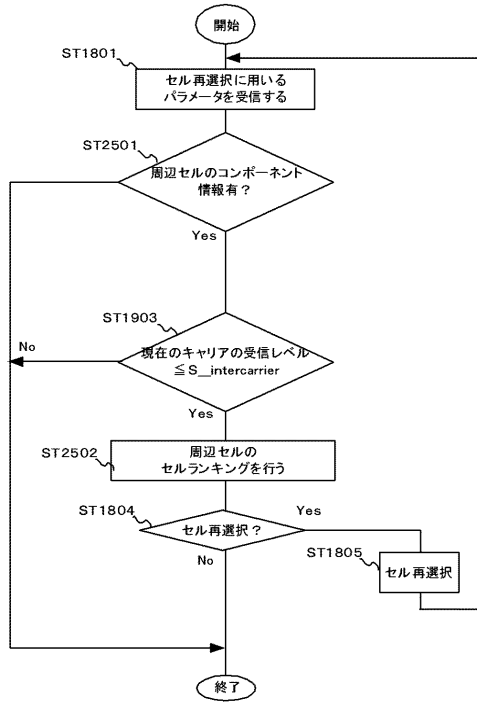 開始
ST1801
セル再選択に用いる
パラメータを受信する
ST2501
周辺セルのコンポーネント
情報有？
Yes
ST1903
No
現在のキャリアの受信レベル
≦S__intercarrier
Yes
ST2502
周辺セルの
セルランキングを行う
ST1804
Yes
セル再選択？
No
ST1805
セル再選択
終了